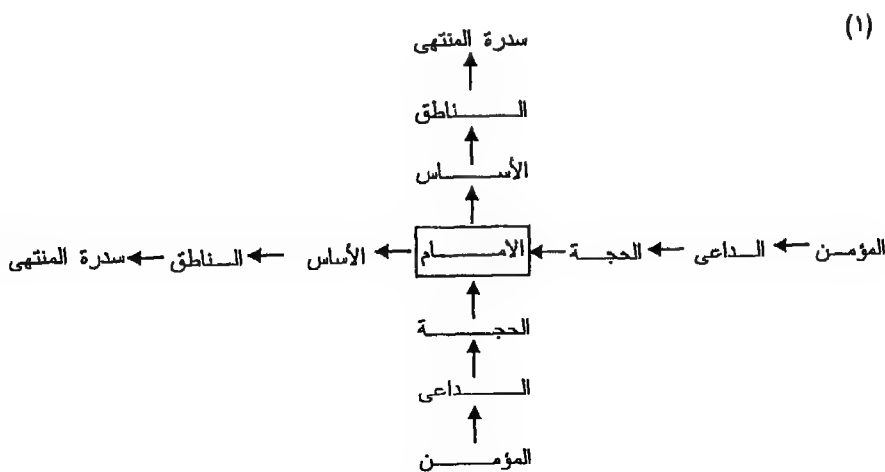 (١)
سدرة المنتهى
الناطق
الأساس
المؤمن الداعى الحجة الامام الأساس الناطق سدرة المنتهى
الحجة
الداعى
المؤمن